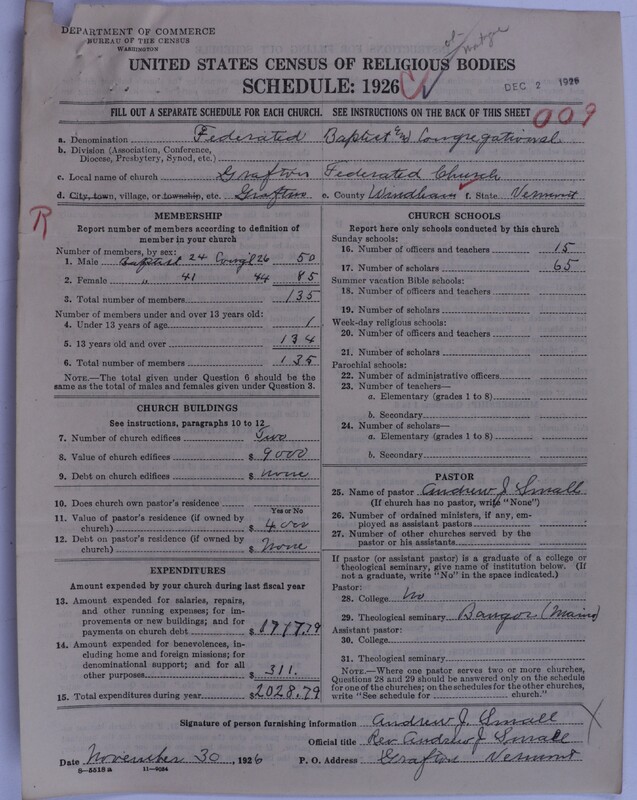 DEPARTMENT OF COMMERCE
BUREAU OF THE CENSUS
WASHINGTON
UNITED STATES CENSUS OF RELIGIOUS BODIES
SCHEDULE: 1926
DEC 2 1926
FILL OUT A SEPARATE SCHEDULE FOR EACH CHURCH. SEE INSTRUCTIONS ON THE BACK OF THIS SHEET
009
a. Denomination Federated Baptist & Congregational
b. Division (Association, Conference, Diocese, Presbytery, Synod, etc.)
c. Local name of church Grafton Federated Church
d. City, town, village, or township, etc. Grafton e. County Windham f. State Vermont
R
MEMBERSHIP
Report number of members according to definition of member in your church
Number of members, by sex:
1. Male Baptist 24 Congl 26 50
2. Female " 41 44 85
3. Total number of members 135
Number of members under and over 13 years old:
4. Under 13 years of age 1
5. 13 years old and over 134
6. Total number of members 135
NOTE.—The total given under Question 6 should be the same as the total of males and females given under Question 3.
CHURCH BUILDINGS
See instructions, paragraphs 10 to 12
7. Number of church edifices Two
8. Value of church edifices $ 9000
9. Debt on church edifices $ none
10. Does church own pastor's residence
Yes or No
11. Value of pastor's residence (if owned by church) $ 4000
12. Debt on pastor's residence (if owned by church) $ None
EXPENDITURES
Amount expended by your church during last fiscal year
13. Amount expended for salaries, repairs, and other running expenses; for improvements or new buildings; and for payments on church debt $ 1717.79
14. Amount expended for benevolences, including home and foreign missions; for denominational support; and for all other purposes $ 311.
15. Total expenditures during year $ 2028.79
CHURCH SCHOOLS
Report here only schools conducted by this church
Sunday schools:
16. Number of officers and teachers 15
17. Number of scholars 65
Summer vacation Bible schools:
18. Number of officers and teachers
19. Number of scholars
Week-day religious schools:
20. Number of officers and teachers
21. Number of scholars
Parochial schools:
22. Number of administrative officers
23. Number of teachers—
a. Elementary (grades 1 to 8)
b. Secondary
24. Number of scholars—
a. Elementary (grades 1 to 8)
b. Secondary
PASTOR
25. Name of pastor Andrew J. Small
(If church has no pastor, write "None")
26. Number of ordained ministers, if any, employed as assistant pastors
27. Number of other churches served by the pastor or his assistants
If pastor (or assistant pastor) is a graduate of a college or theological seminary, give name of institution below. (If not a graduate, write "No" in the space indicated.)
Pastor:
28. College No
29. Theological seminary Bangor (Maine)
Assistant pastor:
30. College
31. Theological seminary
NOTE.—Where one pastor serves two or more churches, Questions 28 and 29 should be answered only on the schedule for one of the churches; on the schedules for the other churches, write "See schedule for church."
Signature of person furnishing information Andrew J. Small
Official title Rev Andrew J Small
Date November 30, 1926 P. O. Address Grafton Vermont
8—5518 a 11—9024